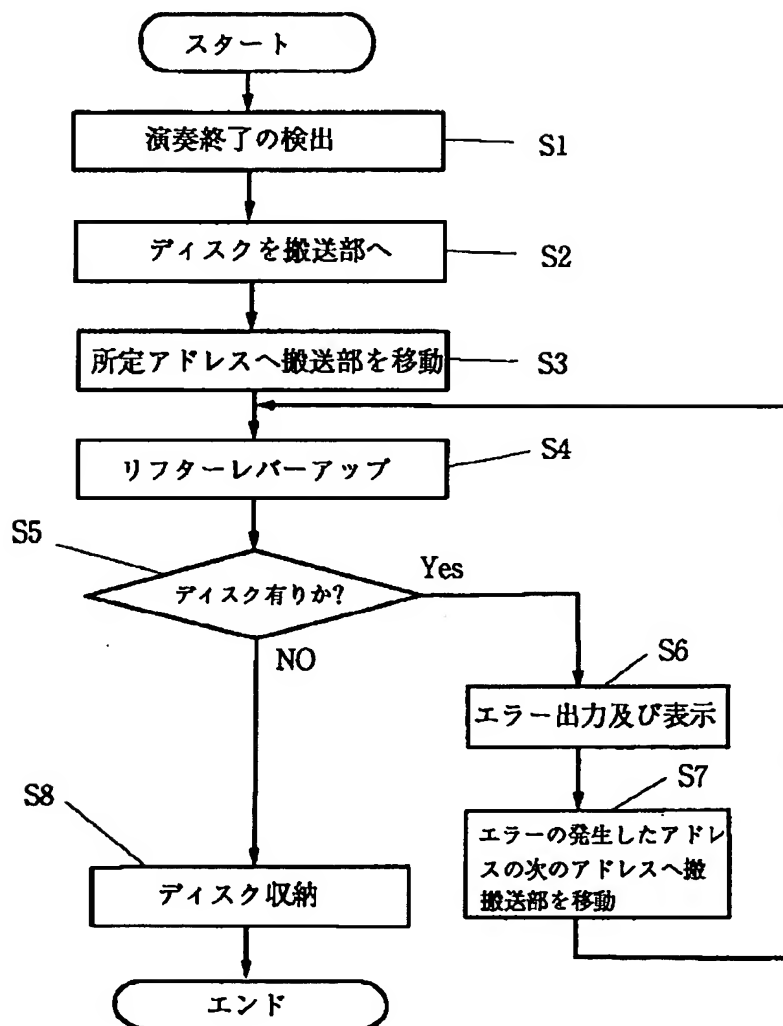 スタート
演奏終了の検出
S1
ディスクを搬送部へ
S2
所定アドレスへ搬送部を移動
S3
リフターレバーアップ
S4
S5
ディスク有りか?
Yes
NO
S6
エラー出力及び表示
S7
エラーの発生したアドレ
スの次のアドレスへ搬
搬送部を移動
S8
ディスク収納
エンド